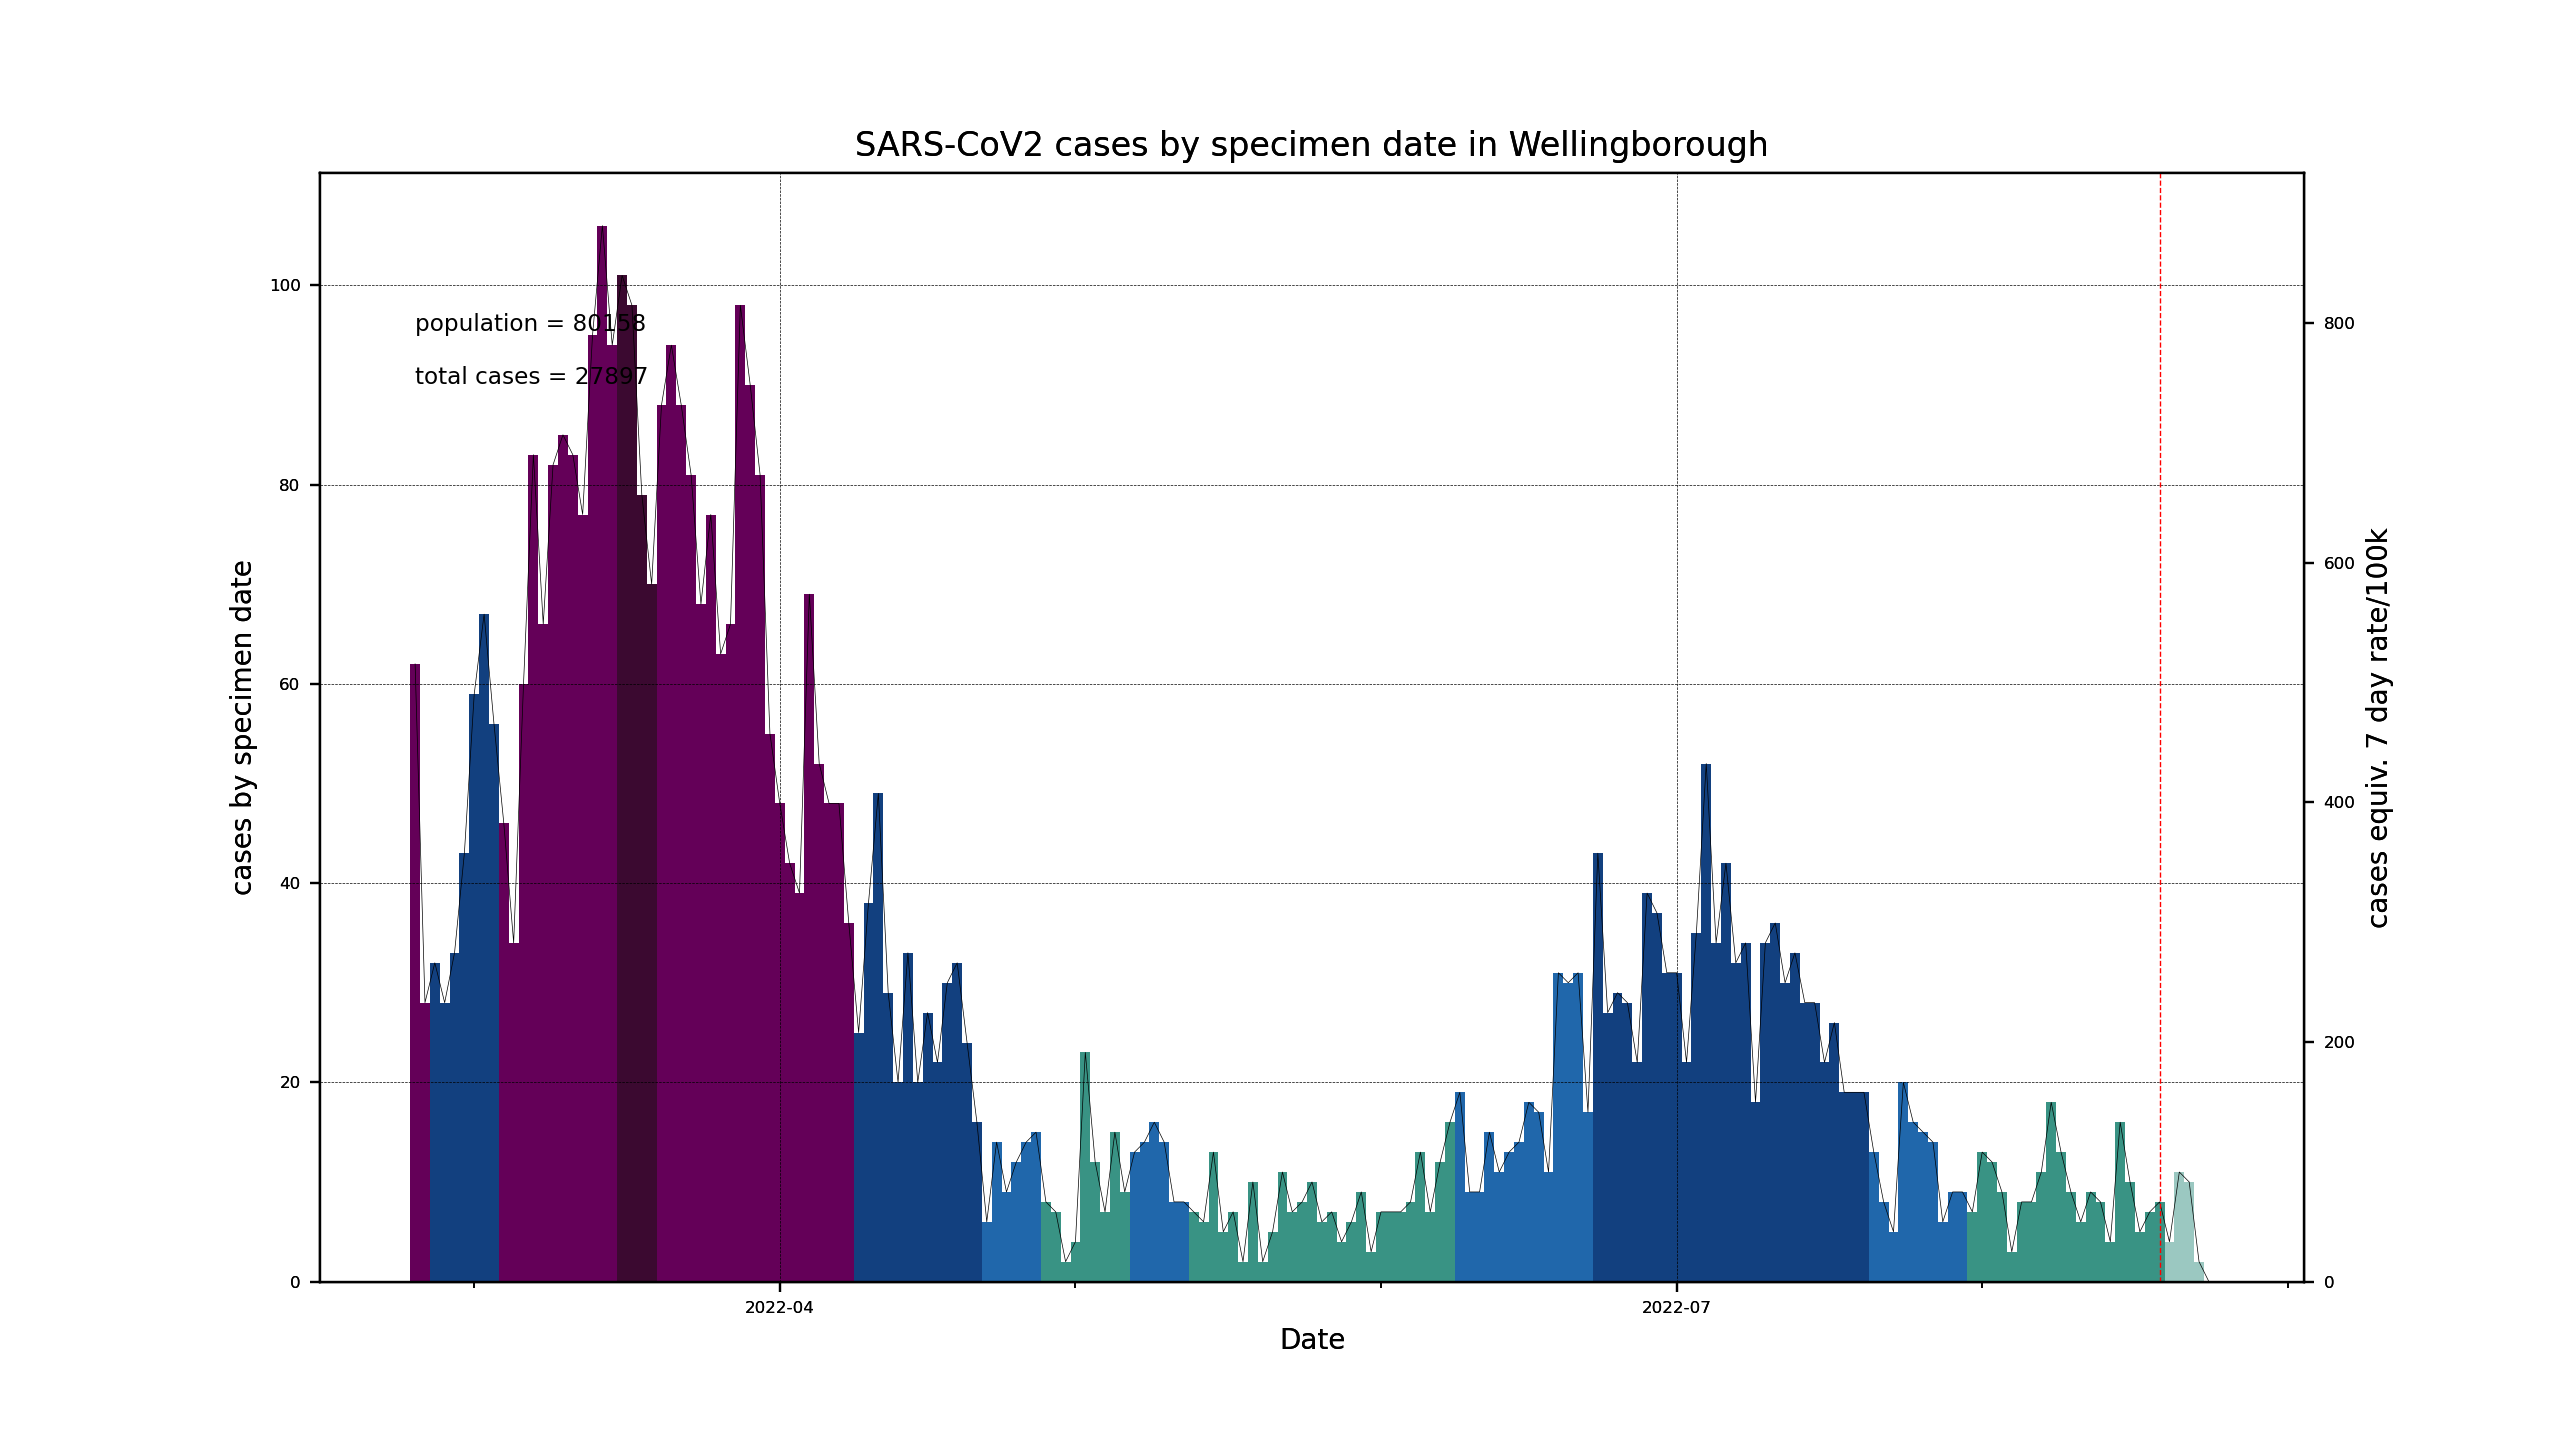 SARS-CoV2 cases by specimen date in Wellingborough
cases by specimen date
100
80
60
40
20
0
population = 80158
total cases = 27897
800
600
400
200
0
cases equiv. 7 day rate/100k
2022-04
2022-07
Date